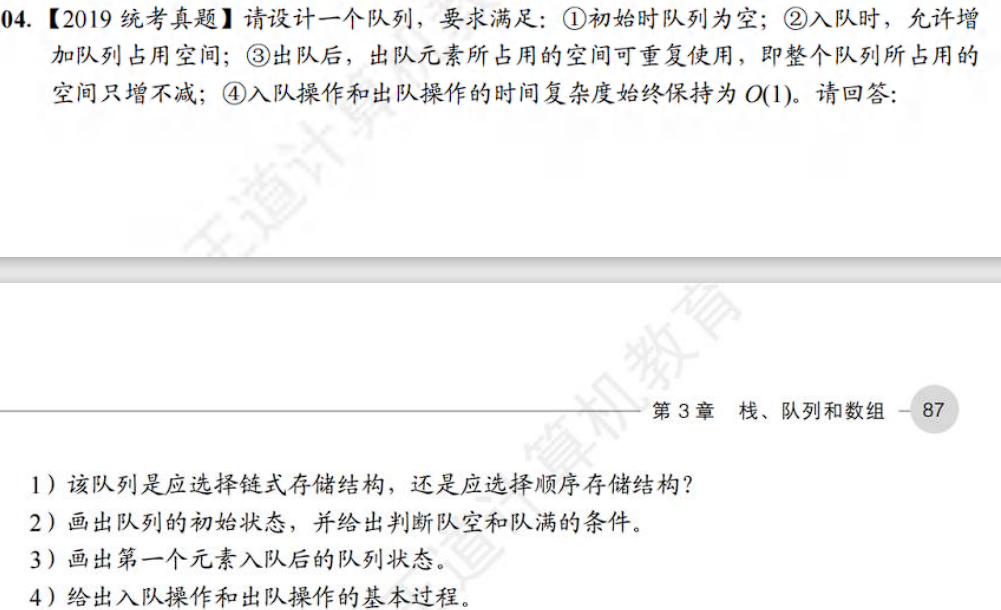 04.【2019 统考真题】请设计一个队列，要求满足：①初始时队列为空；②入队时，允许增
加队列占用空间；③出队后，出队元素所占用的空间可重复使用，即整个队列所占用的
空间只增不减；④入队操作和出队操作的时间复杂度始终保持为 O(1)。请回答：
王道计算机教
第 3 章 栈、队列和数组 87
算机教育
1）该队列是应选择链式存储结构，还是应选择顺序存储结构？
2）画出队列的初始状态，并给出判断队空和队满的条件。
3）画出第一个元素入队后的队列状态。
4）给出入队操作和出队操作的基本过程。